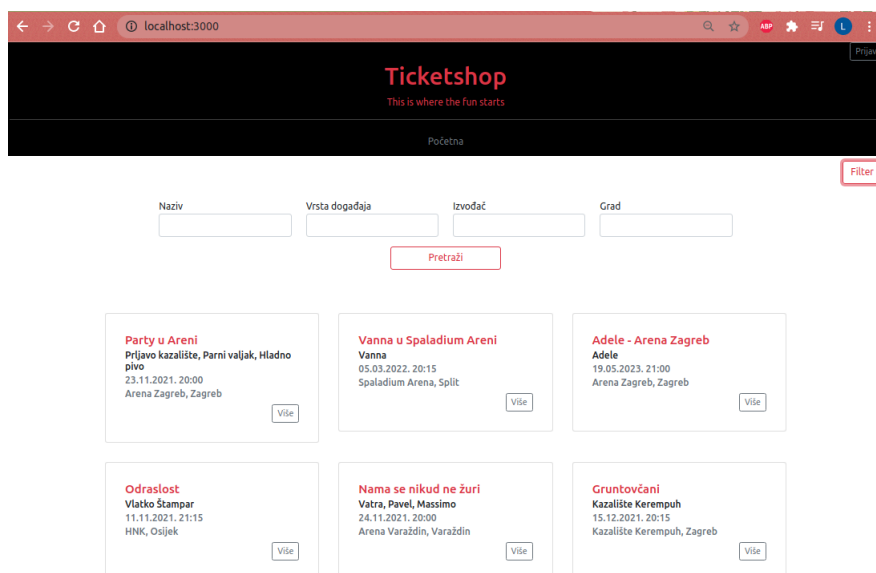 localhost:3000
ABP
L
Ticketshop
This is where the fun starts
Početna
Filter
Naziv
Vrsta događaja
Izvođač
Grad
Pretraži
Party u Areni
Prljavo kazalište, Parni valjak, Hladno
pivo
23.11.2021. 20:00
Arena Zagreb, Zagreb
Više
Vanna u Spaladium Areni
Vanna
05.03.2022. 20:15
Spaladium Arena, Split
Više
Adele - Arena Zagreb
Adele
19.05.2023. 21:00
Arena Zagreb, Zagreb
Više
Odraslost
Vlatko Štampar
11.11.2021. 21:15
HNK, Osijek
Više
Nama se nikud ne žuri
Vatra, Pavel, Massimo
24.11.2021. 20:00
Arena Varaždin, Varaždin
Više
Gruntovčani
Kazalište Kerempuh
15.12.2021. 20:15
Kazalište Kerempuh, Zagreb
Više